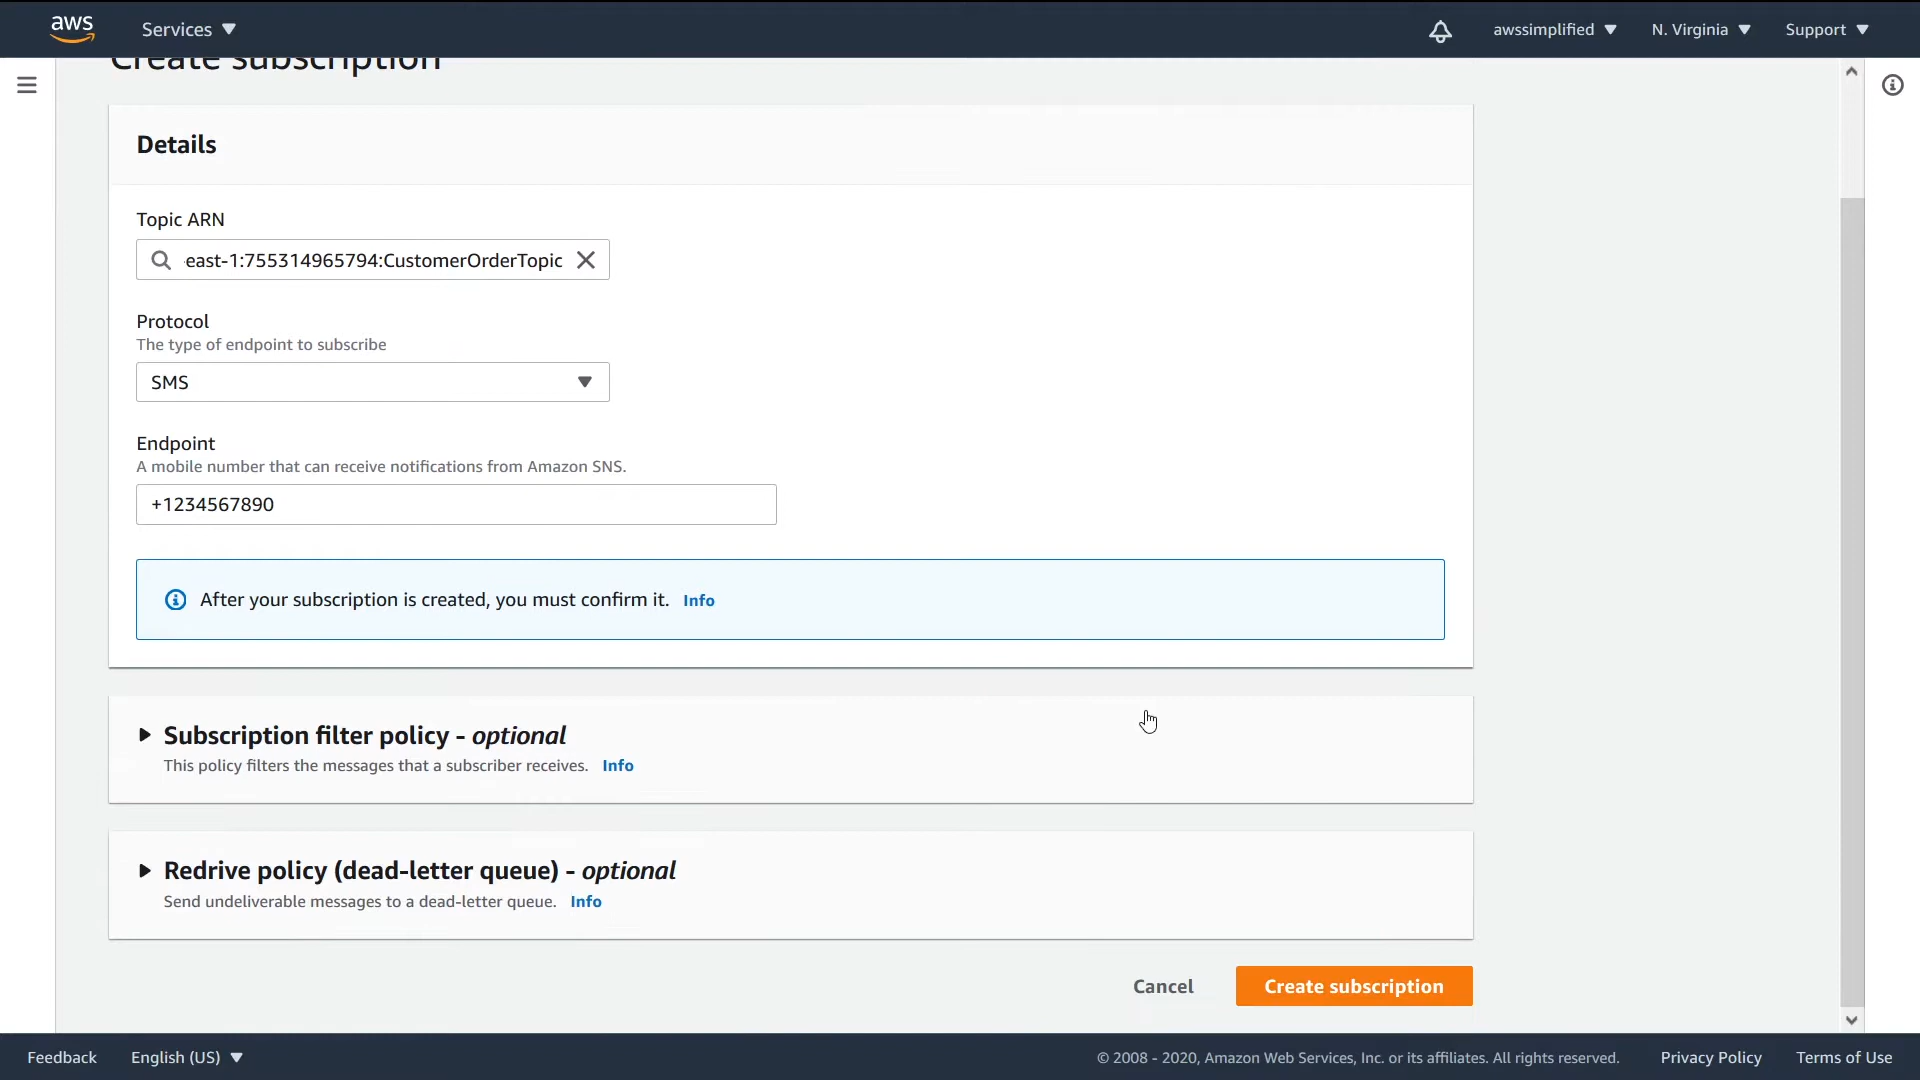 aws Services awssimplified N. Virginia Support
Create subscription
Details
Topic ARN
east-1:755314965794:CustomerOrderTopic
Protocol
The type of endpoint to subscribe
SMS
Endpoint
A mobile number that can receive notifications from Amazon SNS.
+1234567890
After your subscription is created, you must confirm it. Info
Subscription filter policy - optional
This policy filters the messages that a subscriber receives. Info
Redrive policy (dead-letter queue) - optional
Send undeliverable messages to a dead-letter queue. Info
Cancel Create subscription
Feedback English (US) © 2008 - 2020, Amazon Web Services, Inc. or its affiliates. All rights reserved. Privacy Policy Terms of Use